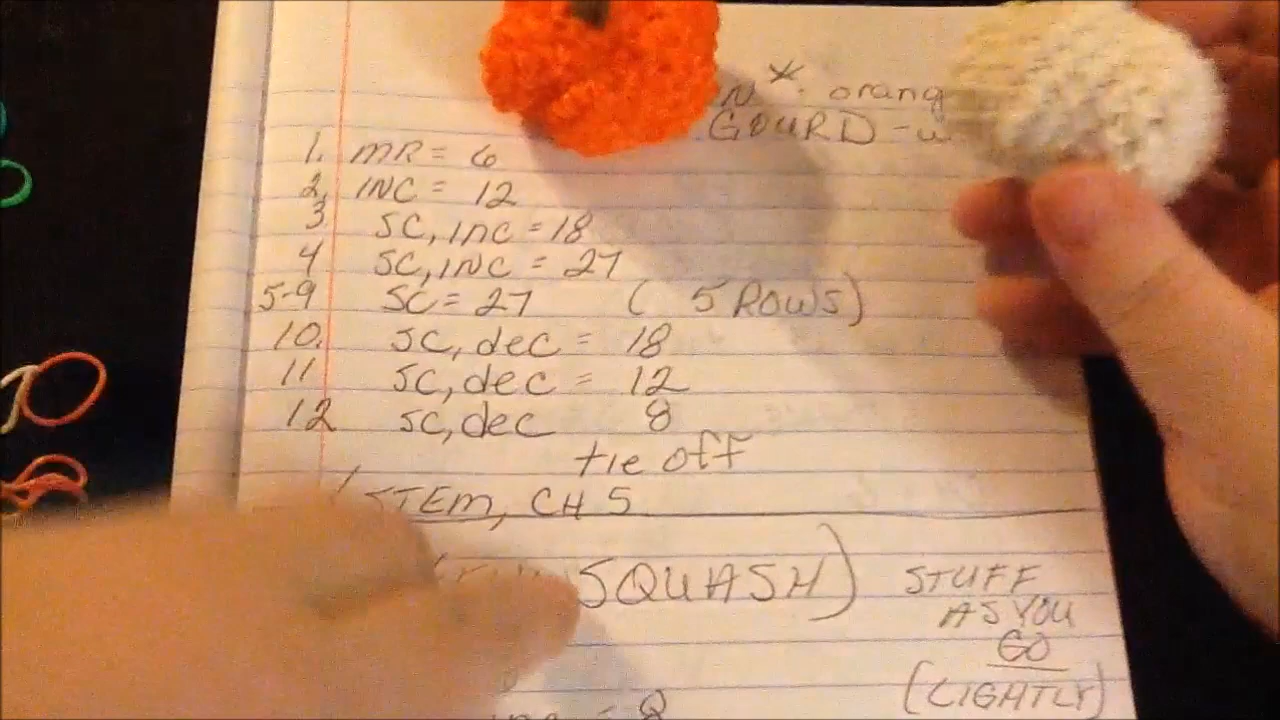 N * orang
GOURD - w
1. MR = 6
2. INC = 12
3 SC, inc = 18
4 SC, INC = 27
5-9 SC = 27 ( 5 ROWS)
10. SC, dec = 18
11 SC, dec = 12
12 SC, dec 8
tie off
STEM, CH 5
SQUASH)
STUFF
AS YOU
GO
(LIGHTLY)
= 8